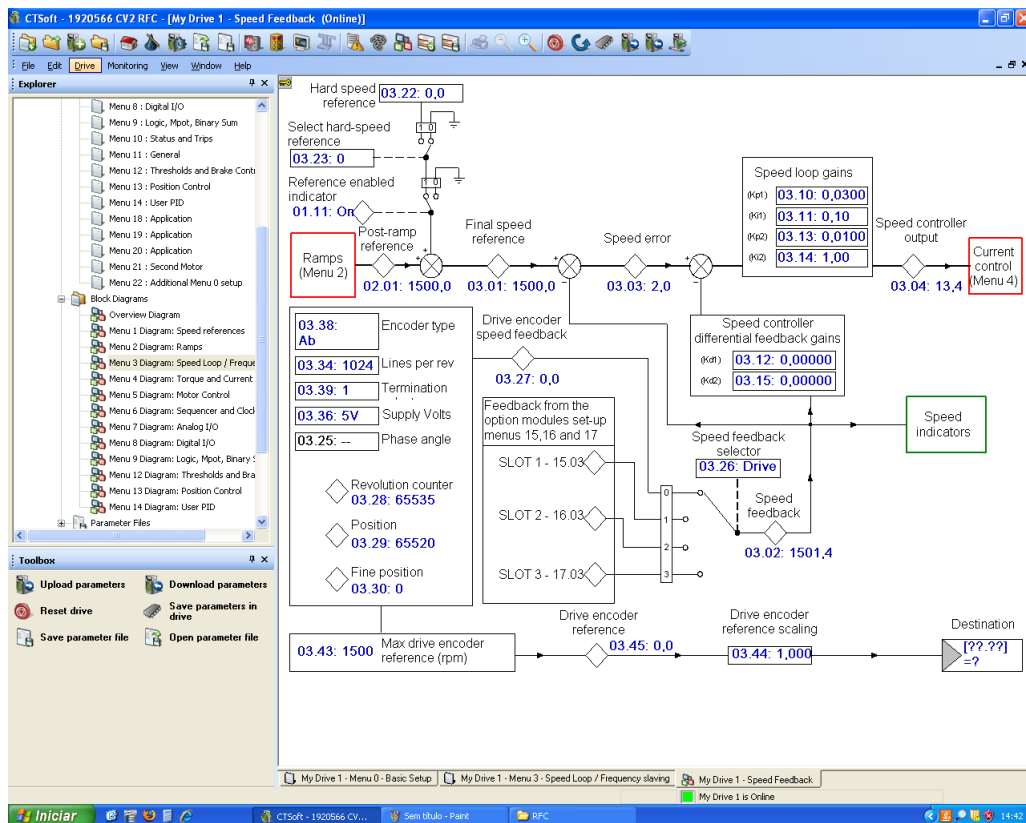 CTSoft - 1920566 CV2 RFC - [My Drive 1 - Speed Feedback (Online)]
File Edit Drive Monitoring View Window Help
Explorer
Menu 8 : Digital I/O
Menu 9 : Logic, Mpot, Binary Sum
Menu 10 : Status and Trips
Menu 11 : General
Menu 12 : Thresholds and Brake Contr
Menu 13 : Position Control
Menu 14 : User PID
Menu 18 : Application
Menu 19 : Application
Menu 20 : Application
Menu 21 : Second Motor
Menu 22 : Additional Menu 0 setup
Block Diagrams
Overview Diagram
Menu 1 Diagram: Speed references
Menu 2 Diagram: Ramps
Menu 3 Diagram: Speed Loop / Freque
Menu 4 Diagram: Torque and Current
Menu 5 Diagram: Motor Control
Menu 6 Diagram: Sequencer and Clock
Menu 7 Diagram: Analog I/O
Menu 8 Diagram: Digital I/O
Menu 9 Diagram: Logic, Mpot, Binary S
Menu 12 Diagram: Thresholds and Bra
Menu 13 Diagram: Position Control
Menu 14 Diagram: User PID
Parameter Files
Toolbox
Upload parameters
Download parameters
Reset drive
Save parameters in
drive
Save parameter file
Open parameter file
Hard speed
reference
03.22: 0,0
1 0
Select hard-speed
reference
03.23: 0
1 0
Reference enabled
indicator
01.11: On
Ramps
(Menu 2)
Post-ramp
reference
02.01: 1500,0
Final speed
reference
03.01: 1500,0
Speed error
03.03: 2,0
Speed loop gains
(Kp1) 03.10: 0,0300
(Ki1) 03.11: 0,10
(Kp2) 03.13: 0,0100
(Ki2) 03.14: 1,00
Speed controller
output
03.04: 13,4
Current
control
(Menu 4)
03.38:
Ab
Encoder type
03.34: 1024 Lines per rev
03.39: 1 Termination
03.36: 5V Supply Volts
03.25: -- Phase angle
Revolution counter
03.28: 65535
Position
03.29: 65520
Fine position
03.30: 0
Drive encoder
speed feedback
03.27: 0,0
Feedback from the
option modules set-up
menus 15,16 and 17
SLOT 1 - 15.03
SLOT 2 - 16.03
SLOT 3 - 17.03
0
1
2
3
Speed controller
differential feedback gains
(Kd1) 03.12: 0,00000
(Kd2) 03.15: 0,00000
Speed
indicators
Speed feedback
selector
03.26: Drive
Speed
feedback
03.02: 1501,4
03.43: 1500 Max drive encoder
reference (rpm)
Drive encoder
reference
03.45: 0,0
Drive encoder
reference scaling
03.44: 1,000
Destination
[??.??]
=?
My Drive 1 - Menu 0 - Basic Setup
My Drive 1 - Menu 3 - Speed Loop / Frequency slaving
My Drive 1 - Speed Feedback
My Drive 1 is Online
Iniciar
CTSoft - 1920566 CV...
Sem título - Paint
RFC
14:42